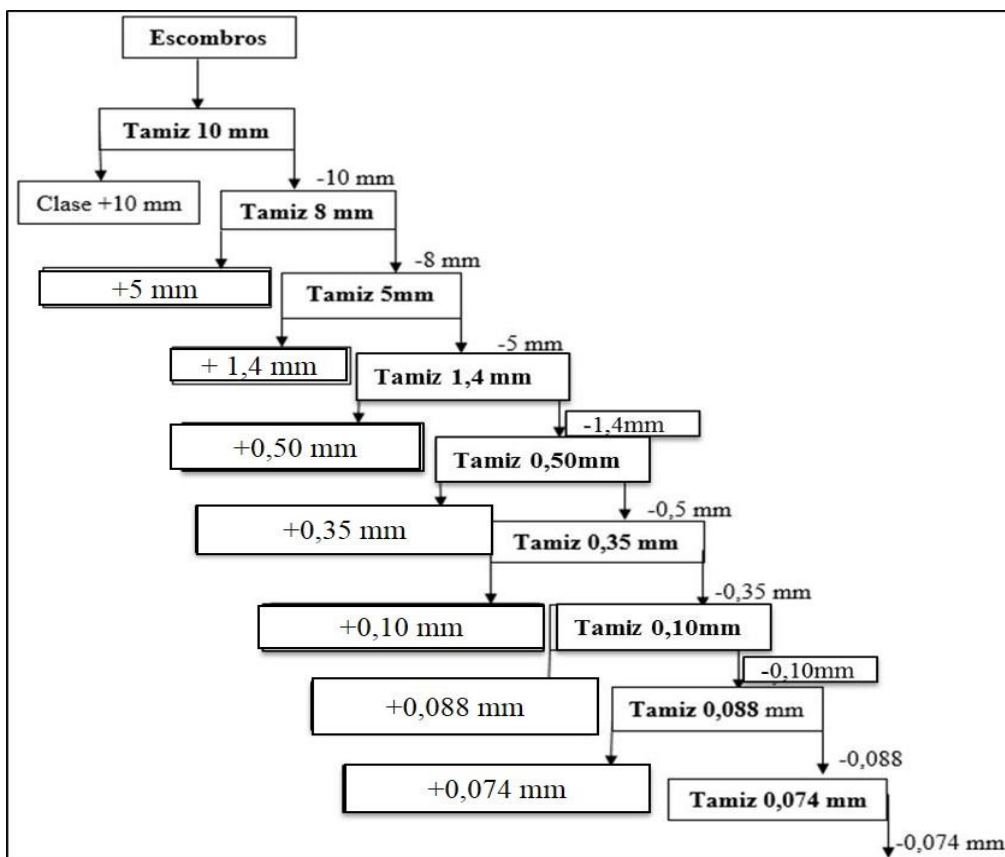 Escombros
Tamiz 10 mm
-10 mm
Clase +10 mm
Tamiz 8 mm
-8 mm
+5 mm
Tamiz 5mm
-5 mm
+ 1,4 mm
Tamiz 1,4 mm
-1,4mm
+0,50 mm
Tamiz 0,50mm
-0,5 mm
+0,35 mm
Tamiz 0,35 mm
-0,35 mm
+0,10 mm
Tamiz 0,10mm
-0,10mm
+0,088 mm
Tamiz 0,088 mm
-0,088
+0,074 mm
Tamiz 0,074 mm
-0,074 mm